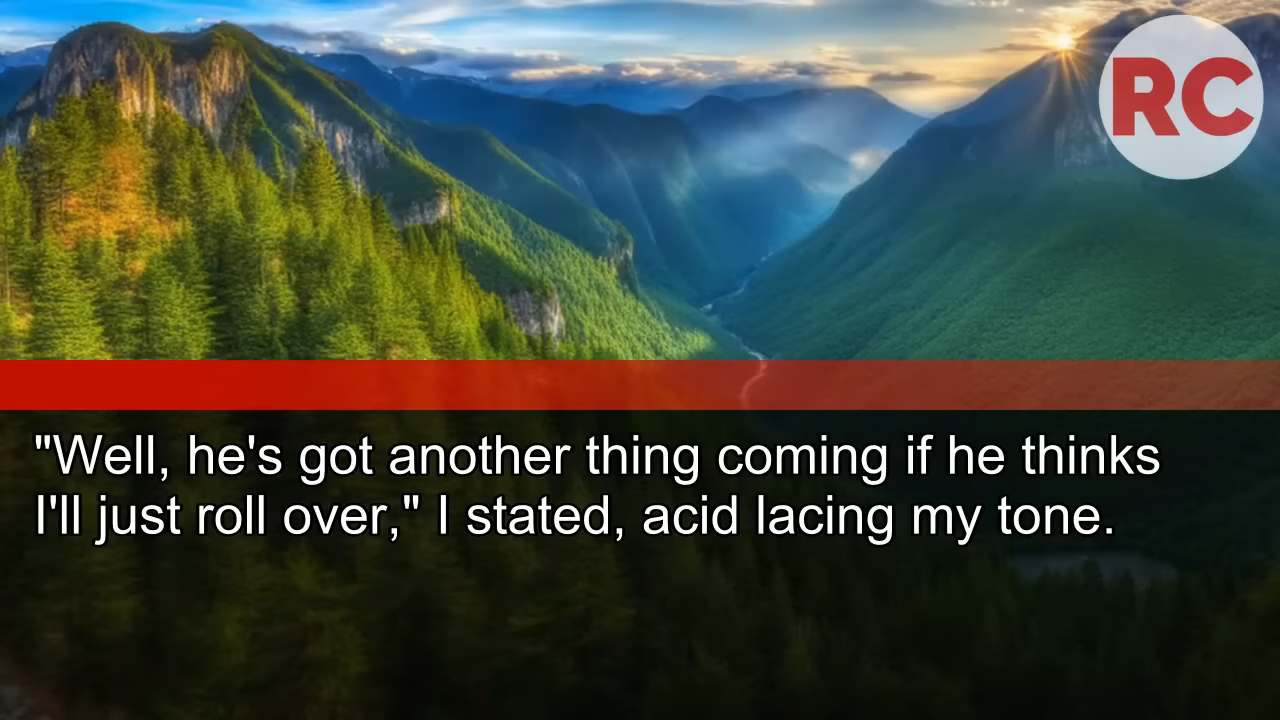 RC
"Well, he's got another thing coming if he thinks
I'll just roll over," I stated, acid lacing my tone.